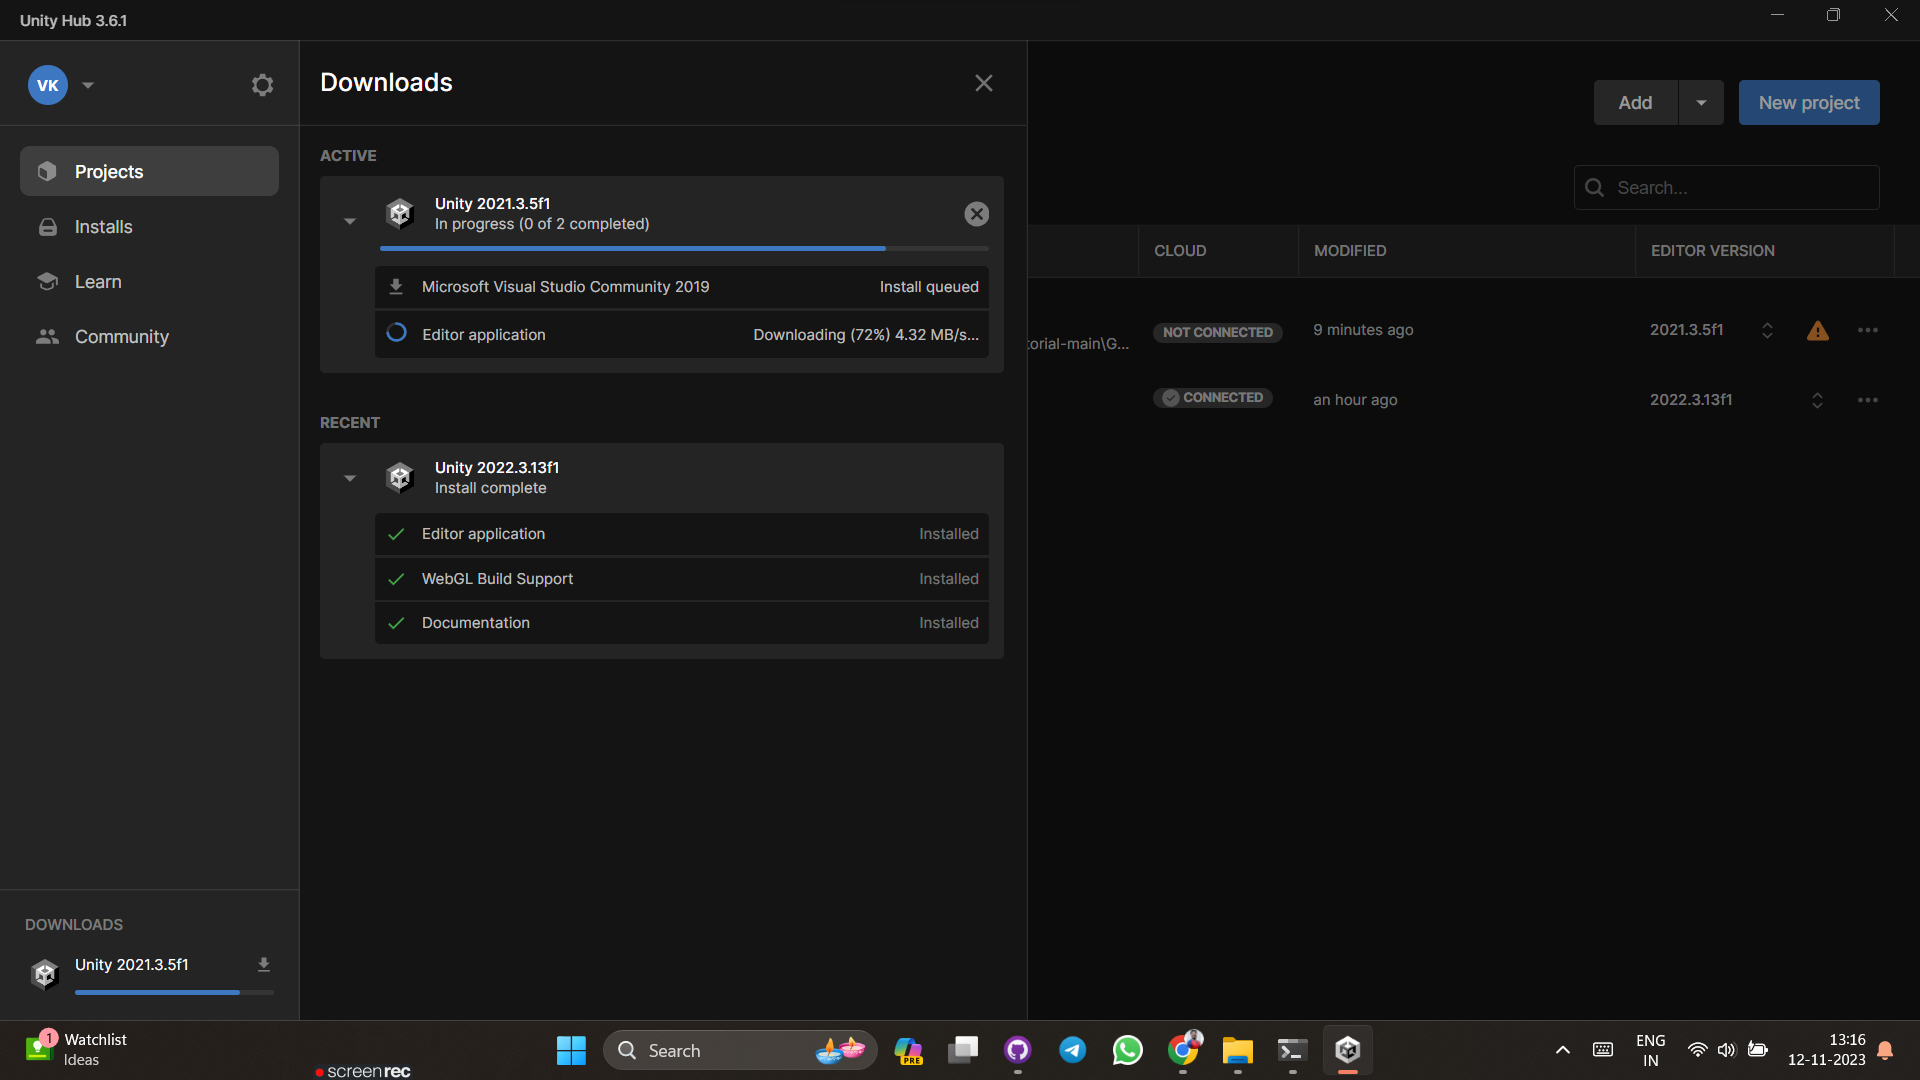 Unity Hub 3.6.1
VK
Projects
Installs
Learn
Community
DOWNLOADS
Unity 2021.3.5f1
Downloads
ACTIVE
Unity 2021.3.5f1
In progress (0 of 2 completed)
Microsoft Visual Studio Community 2019 Install queued
Editor application Downloading (72%) 4.32 MB/s...
RECENT
Unity 2022.3.13f1
Install complete
Editor application Installed
WebGL Build Support Installed
Documentation Installed
Add New project
Search...
CLOUD MODIFIED EDITOR VERSION
NOT CONNECTED 9 minutes ago 2021.3.5f1
orial-main\G...
CONNECTED an hour ago 2022.3.13f1
1
Watchlist
Ideas
screenrec
Search
PRE
ENG
IN
13:16
12-11-2023